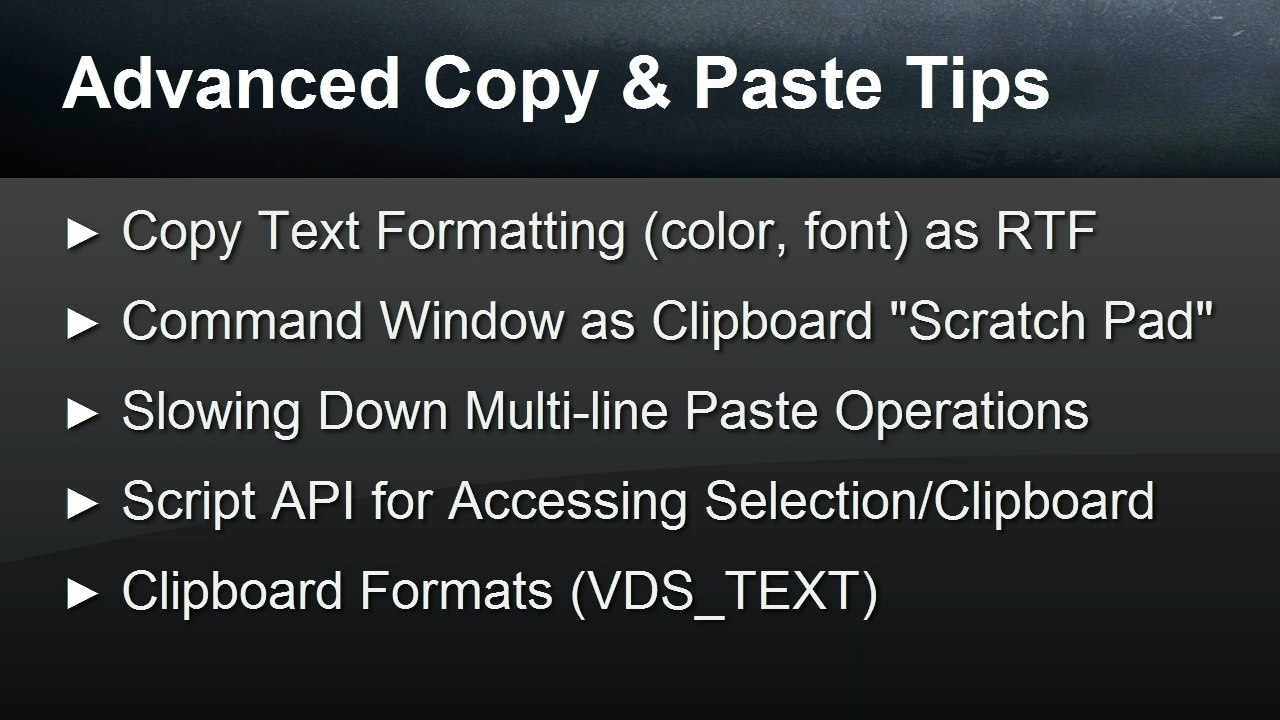 Advanced Copy & Paste Tips
► Copy Text Formatting (color, font) as RTF
► Command Window as Clipboard "Scratch Pad"
► Slowing Down Multi-line Paste Operations
► Script API for Accessing Selection/Clipboard
► Clipboard Formats (VDS_TEXT)